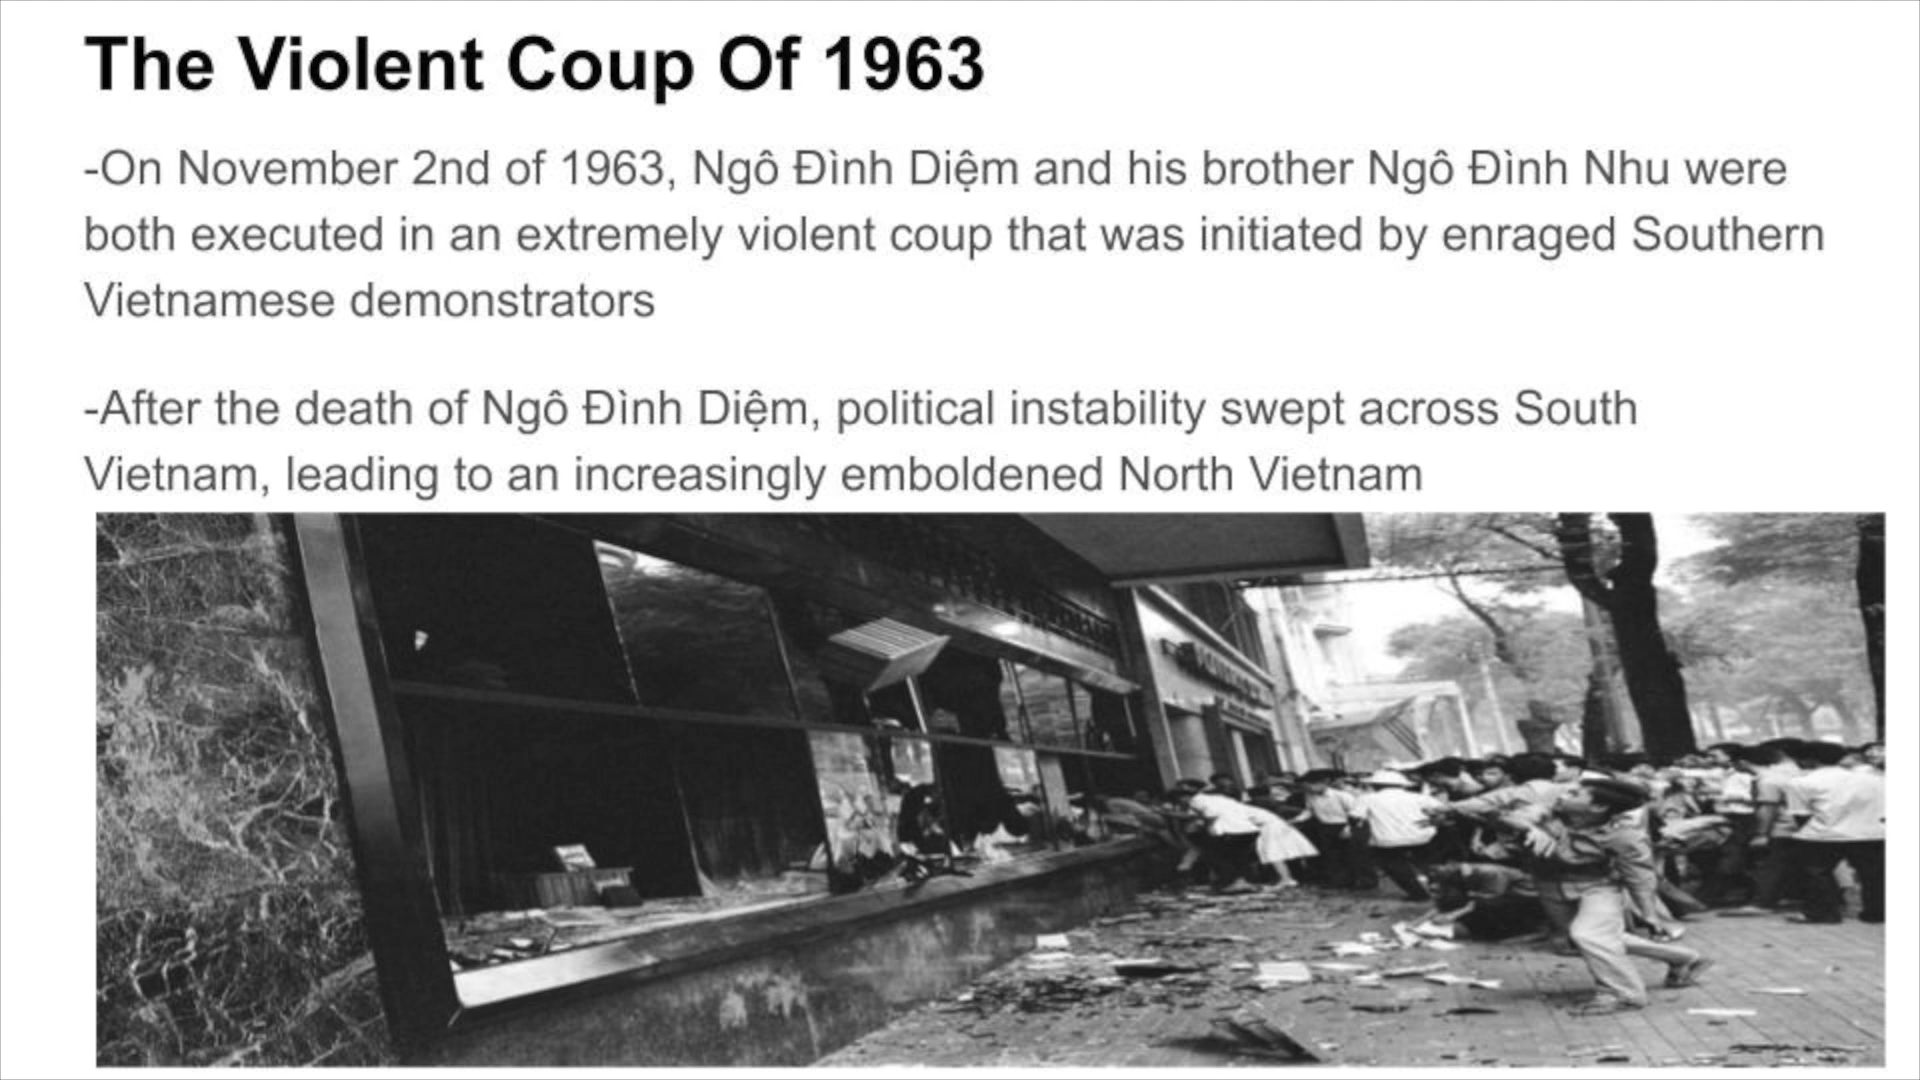 The Violent Coup Of 1963
-On November 2nd of 1963, Ngô Đình Diệm and his brother Ngô Đình Nhu were
both executed in an extremely violent coup that was initiated by enraged Southern
Vietnamese demonstrators
-After the death of Ngô Đình Diệm, political instability swept across South
Vietnam, leading to an increasingly emboldened North Vietnam